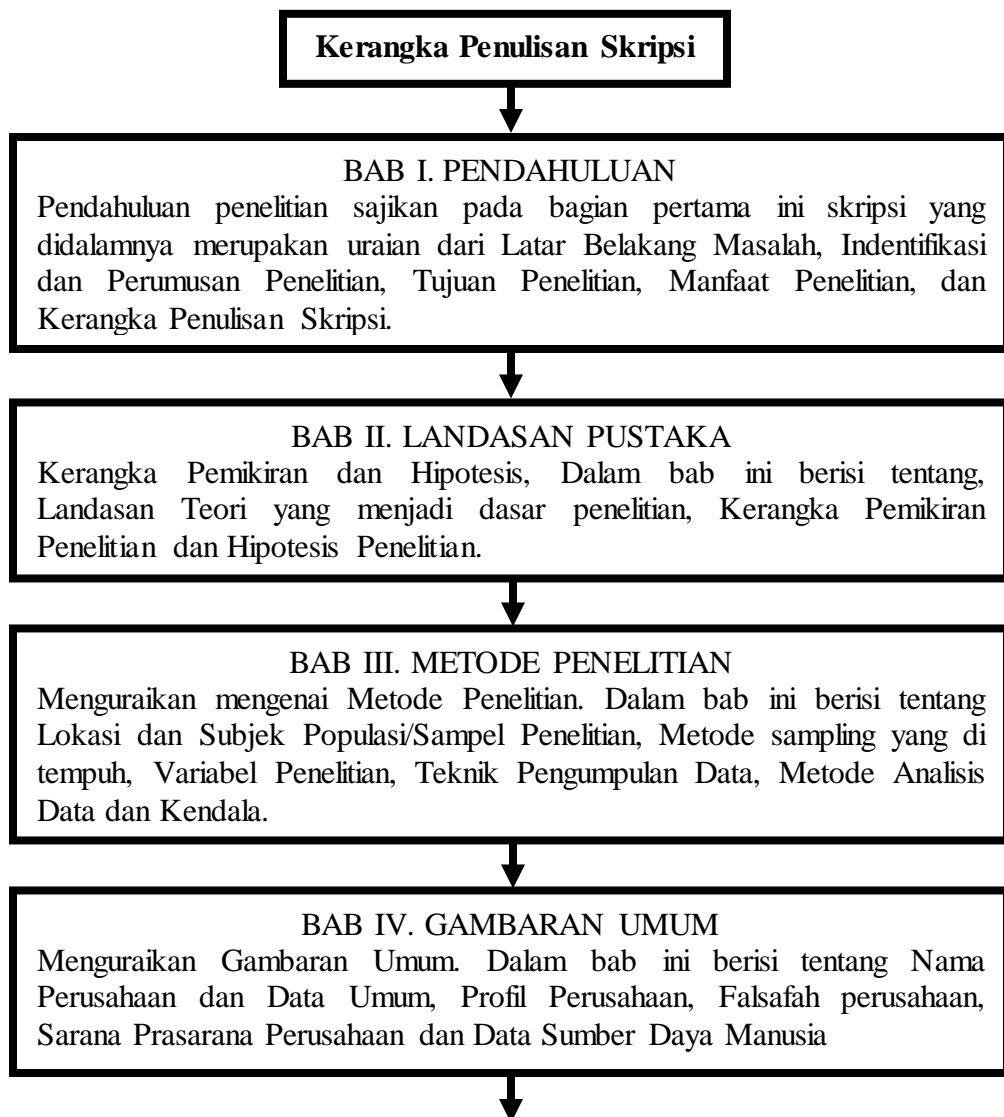 Kerangka Penulisan Skripsi
BAB I. PENDAHULUAN
Pendahuluan penelitian sajikan pada bagian pertama ini skripsi yang
didalamnya merupakan uraian dari Latar Belakang Masalah, Indentifikasi
dan Perumusan Penelitian, Tujuan Penelitian, Manfaat Penelitian, dan
Kerangka Penulisan Skripsi.
BAB II. LANDASAN PUSTAKA
Kerangka Pemikiran dan Hipotesis, Dalam bab ini berisi tentang,
Landasan Teori yang menjadi dasar penelitian, Kerangka Pemikiran
Penelitian dan Hipotesis Penelitian.
BAB III. METODE PENELITIAN
Menguraikan mengenai Metode Penelitian. Dalam bab ini berisi tentang
Lokasi dan Subjek Populasi/Sampel Penelitian, Metode sampling yang di
tempuh, Variabel Penelitian, Teknik Pengumpulan Data, Metode Analisis
Data dan Kendala.
BAB IV. GAMBARAN UMUM
Menguraikan Gambaran Umum. Dalam bab ini berisi tentang Nama
Perusahaan dan Data Umum, Profil Perusahaan, Falsafah perusahaan,
Sarana Prasarana Perusahaan dan Data Sumber Daya Manusia